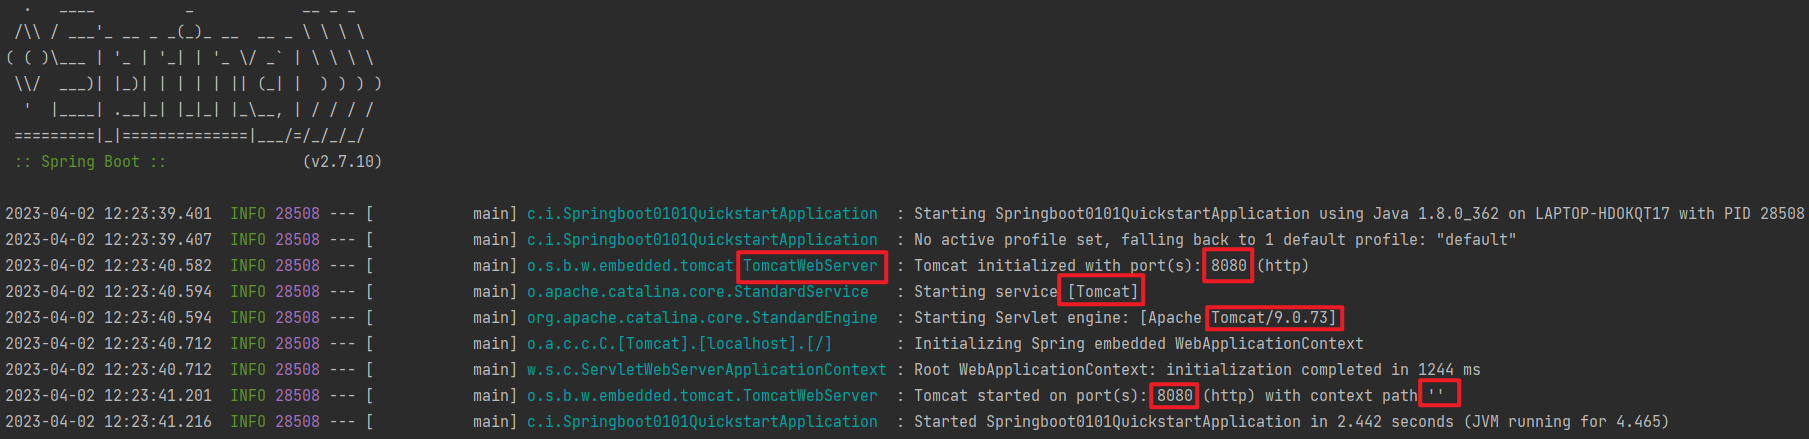 .   ____          _            __ _ _
 /\\ / ___'_ __ _ _(_)_ __  __ _ \ \ \ \
( ( )\___ | '_ | '_| | '_ \/ _` | \ \ \ \
 \\/  ___)| |_)| | | | | || (_| |  ) ) ) )
  '  |____| .__|_| |_|_| |_\__, | / / / /
 =========|_|==============|___/=/_/_/_/
 :: Spring Boot ::               (v2.7.10)
2023-04-02 12:23:39.401  INFO 28508 --- [           main] c.i.Springboot0101QuickstartApplication  : Starting Springboot0101QuickstartApplication using Java 1.8.0_362 on LAPTOP-HDOKQT17 with PID 28508
2023-04-02 12:23:39.407  INFO 28508 --- [           main] c.i.Springboot0101QuickstartApplication  : No active profile set, falling back to 1 default profile: "default"
2023-04-02 12:23:40.582  INFO 28508 --- [           main] o.s.b.w.embedded.tomcat.TomcatWebServer  : Tomcat initialized with port(s): 8080 (http)
2023-04-02 12:23:40.594  INFO 28508 --- [           main] o.apache.catalina.core.StandardService   : Starting service [Tomcat]
2023-04-02 12:23:40.594  INFO 28508 --- [           main] org.apache.catalina.core.StandardEngine  : Starting Servlet engine: [Apache Tomcat/9.0.73]
2023-04-02 12:23:40.712  INFO 28508 --- [           main] o.a.c.c.C.[Tomcat].[localhost].[/]       : Initializing Spring embedded WebApplicationContext
2023-04-02 12:23:40.712  INFO 28508 --- [           main] w.s.c.ServletWebServerApplicationContext : Root WebApplicationContext: initialization completed in 1244 ms
2023-04-02 12:23:41.201  INFO 28508 --- [           main] o.s.b.w.embedded.tomcat.TomcatWebServer  : Tomcat started on port(s): 8080 (http) with context path ''
2023-04-02 12:23:41.216  INFO 28508 --- [           main] c.i.Springboot0101QuickstartApplication  : Started Springboot0101QuickstartApplication in 2.442 seconds (JVM running for 4.465)